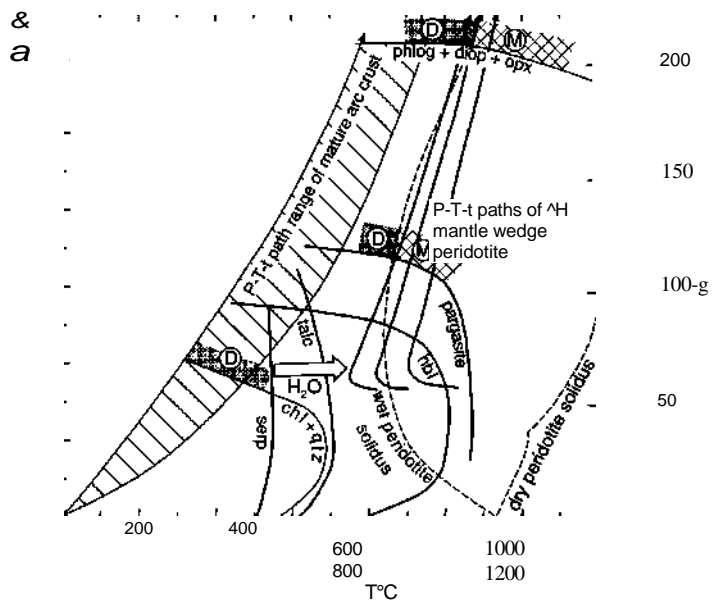 &
a
D
M
phlog + diop + opx
200
P-T-t path range of mature arc crust
150
P-T-t paths of ^H
mantle wedge
peridotite
D
M
100-g
talc
pargasite
D
H₂O
hbl
50
serp
chl + qtz
wet peridotite
solidus
dry peridotite solidus
200
400
600
1000
800
1200
T°C